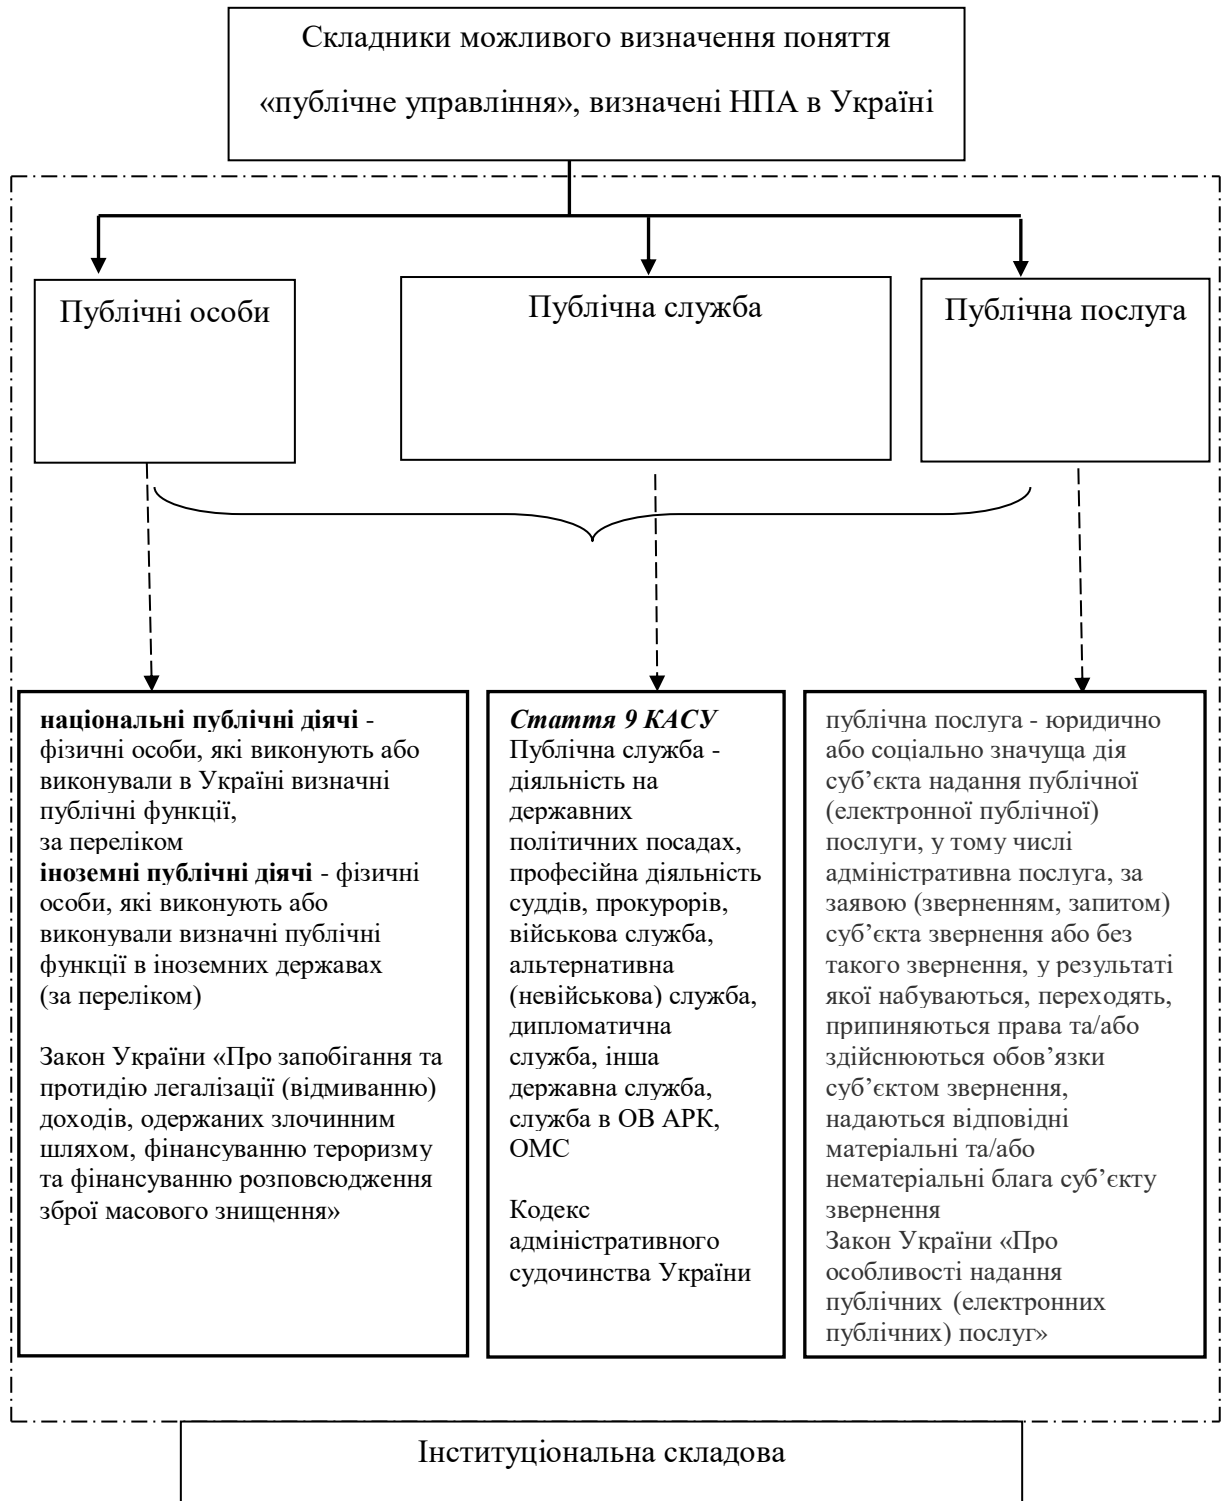 Складники можливого визначення поняття
«публічне управління», визначені НПА в Україні
Публічні особи
Публічна служба
Публічна послуга
національні публічні діячі -
фізичні особи, які виконують або
виконували в Україні визначні
публічні функції,
за переліком
іноземні публічні діячі - фізичні
особи, які виконують або
виконували визначні публічні
функції в іноземних державах
(за переліком)
Закон України «Про запобігання та
протидію легалізації (відмиванню)
доходів, одержаних злочинним
шляхом, фінансуванню тероризму
та фінансуванню розповсюдження
зброї масового знищення»
Стаття 9 КАСУ
Публічна служба -
діяльність на
державних
політичних посадах,
професійна діяльність
суддів, прокурорів,
військова служба,
альтернативна
(невійськова) служба,
дипломатична
служба, інша
державна служба,
служба в ОВ АРК,
ОМС
Кодекс
адміністративного
судочинства України
публічна послуга - юридично
або соціально значуща дія
суб’єкта надання публічної
(електронної публічної)
послуги, у тому числі
адміністративна послуга, за
заявою (зверненням, запитом)
суб’єкта звернення або без
такого звернення, у результаті
якої набуваються, переходять,
припиняються права та/або
здійснюються обов’язки
суб’єктом звернення,
надаються відповідні
матеріальні та/або
нематеріальні блага суб’єкту
звернення
Закон України «Про
особливості надання
публічних (електронних
публічних) послуг»
Інституціональна складова